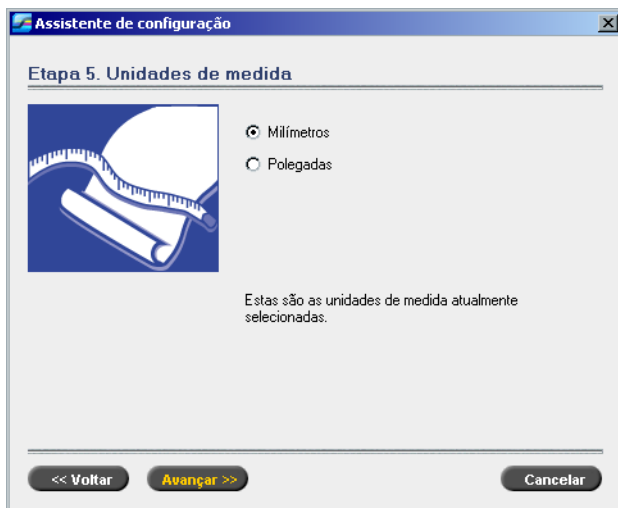 Assistente de configuração
Etapa 5. Unidades de medida
Milímetros
Polegadas
Estas são as unidades de medida atualmente
selecionadas.
<< Voltar
Avançar >>
Cancelar